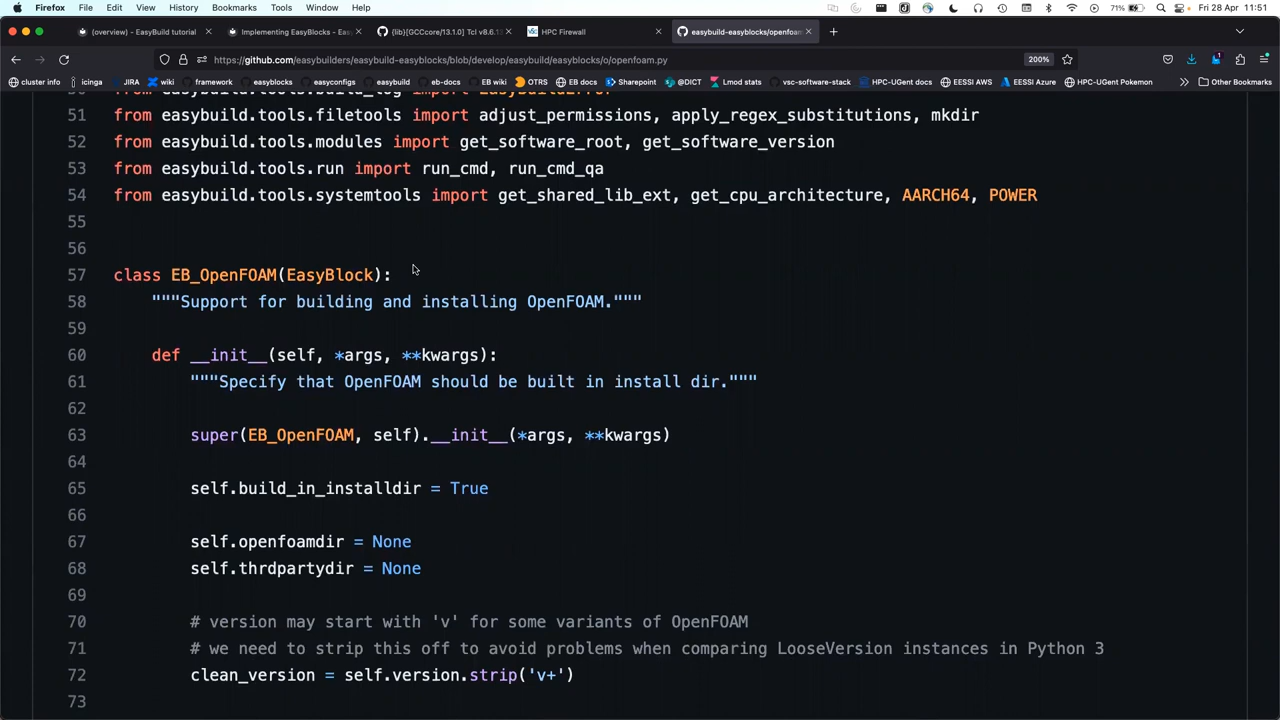 Firefox File Edit View History Bookmarks Tools Window Help 71% Fri 28 Apr 11:51
(overview) - EasyBuild tutorial Implementing EasyBlocks - Eas {lib}[GCCcore/13.1.0] Tcl v8.6.13 HPC Firewall easybuild-easyblocks/openfoam
https://github.com/easybuilders/easybuild-easyblocks/blob/develop/easybuild/easyblocks/o/openfoam.py 200%
cluster info icinga JIRA wiki framework easyblocks easyconfigs easybuild eb-docs EB wiki OTRS EB docs Sharepoint @DICT Lmod stats vsc-software-stack HPC-UGent docs EESSI AWS EESSI Azure HPC-UGent Pokemon Other Bookmarks
50 from easybuild.tools.build_log import EasyBuildError
51 from easybuild.tools.filetools import adjust_permissions, apply_regex_substitutions, mkdir
52 from easybuild.tools.modules import get_software_root, get_software_version
53 from easybuild.tools.run import run_cmd, run_cmd_qa
54 from easybuild.tools.systemtools import get_shared_lib_ext, get_cpu_architecture, AARCH64, POWER
55
56
57 class EB_OpenFOAM(EasyBlock):
58 """Support for building and installing OpenFOAM."""
59
60 def __init__(self, *args, **kwargs):
61 """Specify that OpenFOAM should be built in install dir."""
62
63 super(EB_OpenFOAM, self).__init__(*args, **kwargs)
64
65 self.build_in_installdir = True
66
67 self.openfoamdir = None
68 self.thrdpartydir = None
69
70 # version may start with 'v' for some variants of OpenFOAM
71 # we need to strip this off to avoid problems when comparing LooseVersion instances in Python 3
72 clean_version = self.version.strip('v+')
73